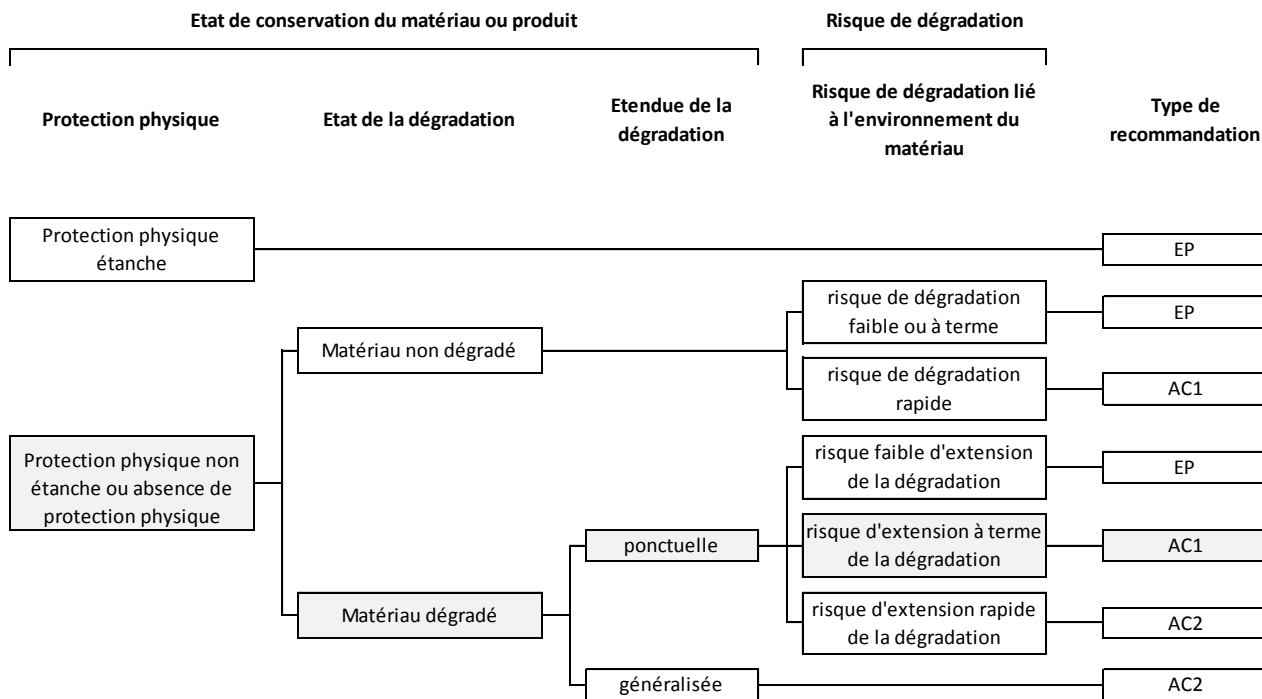 Etat de conservation du matériau ou produit
Risque de dégradation
Protection physique
Etat de la dégradation
Etendue de la
dégradation
Risque de dégradation lié
à l'environnement du
matériau
Type de
recommandation
Protection physique
étanche
EP
Matériau non dégradé
risque de dégradation
faible ou à terme
EP
risque de dégradation
rapide
AC1
Protection physique non
étanche ou absence de
protection physique
Matériau dégradé
ponctuelle
risque faible d'extension
de la dégradation
EP
risque d'extension à terme
de la dégradation
AC1
risque d'extension rapide
de la dégradation
AC2
généralisée
AC2